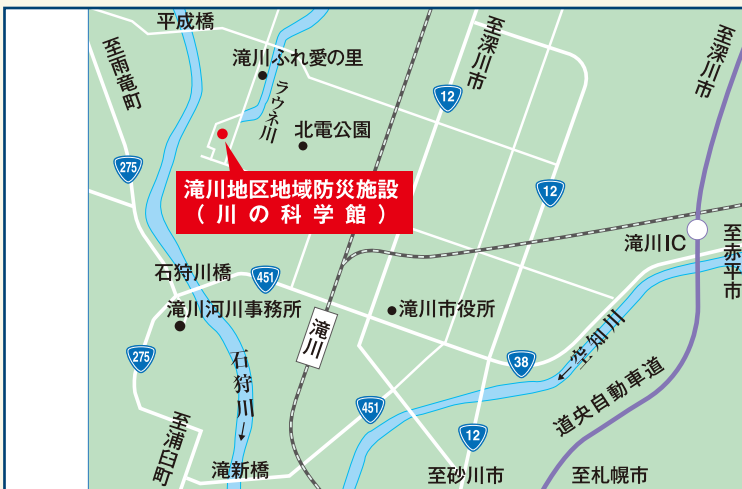 平成橋
至雨竜町
滝川ふれ愛の里
ラウネ川
至深川市
至深川市
12
北電公園
275
滝川地区地域防災施設
(川の科学館)
12
滝川IC
至赤平市
石狩川橋
451
滝川河川事務所
滝川
滝川市役所
空知川
←
275
石狩川
→
38
道央自動車道
451
至浦臼町
12
滝新橋
至砂川市
至札幌市